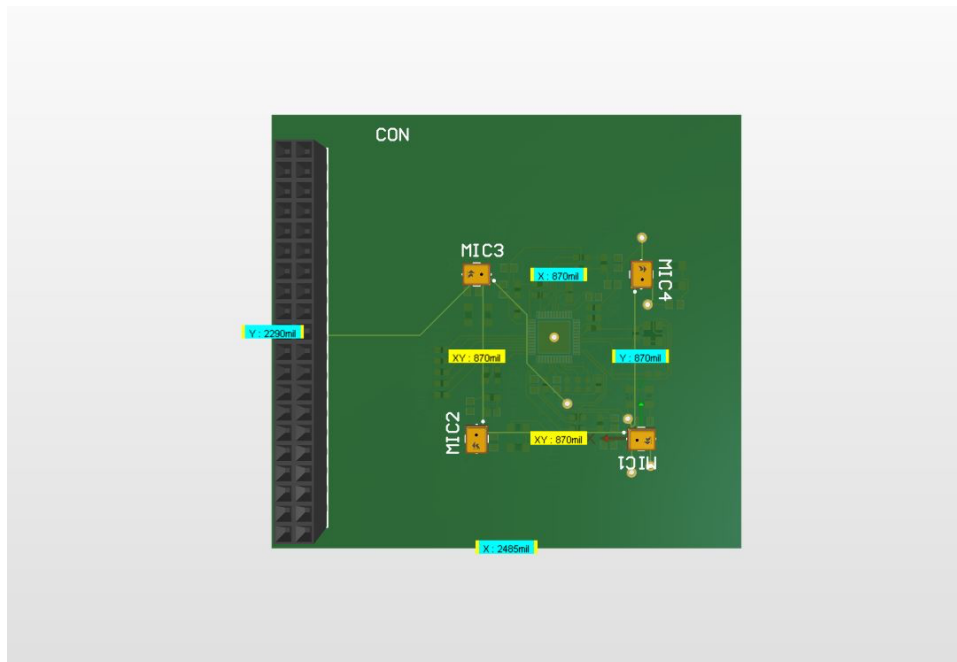 CON
MIC3
X : 870mil
MIC4
Y : 2290mil
XY : 870mil
Y : 870mil
MIC2
XY : 870mil
MIC1
X : 2485mil